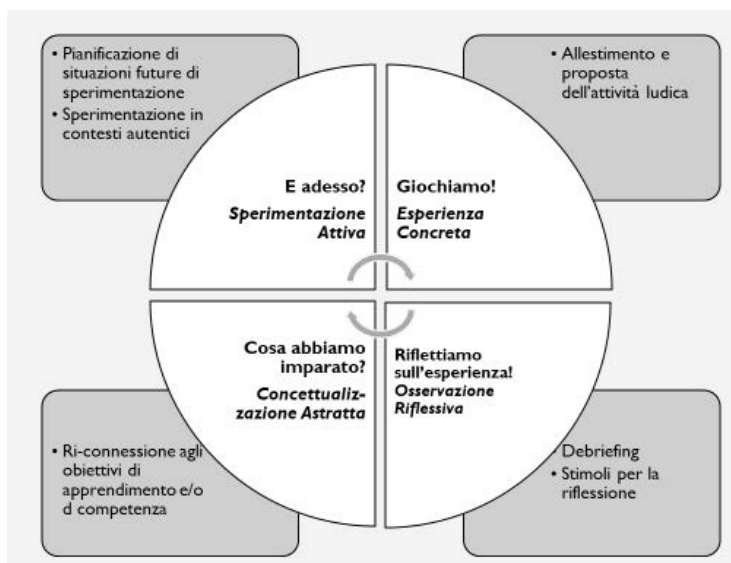 • Pianificazione di
situazioni future di
sperimentazione
• Sperimentazione in
contesti autentici
• Allestimento e
proposta
dell'attività ludica
E adesso?
Sperimentazione
Attiva
Giochiamo!
Esperienza
Concreta
Cosa abbiamo
imparato?
Concettualiz-
zazione Astratta
Riflettiamo
sull'esperienza!
Osservazione
Riflessiva
• Ri-connessione agli
obiettivi di
apprendimento e/o
d competenza
• Debriefing
• Stimoli per la
riflessione